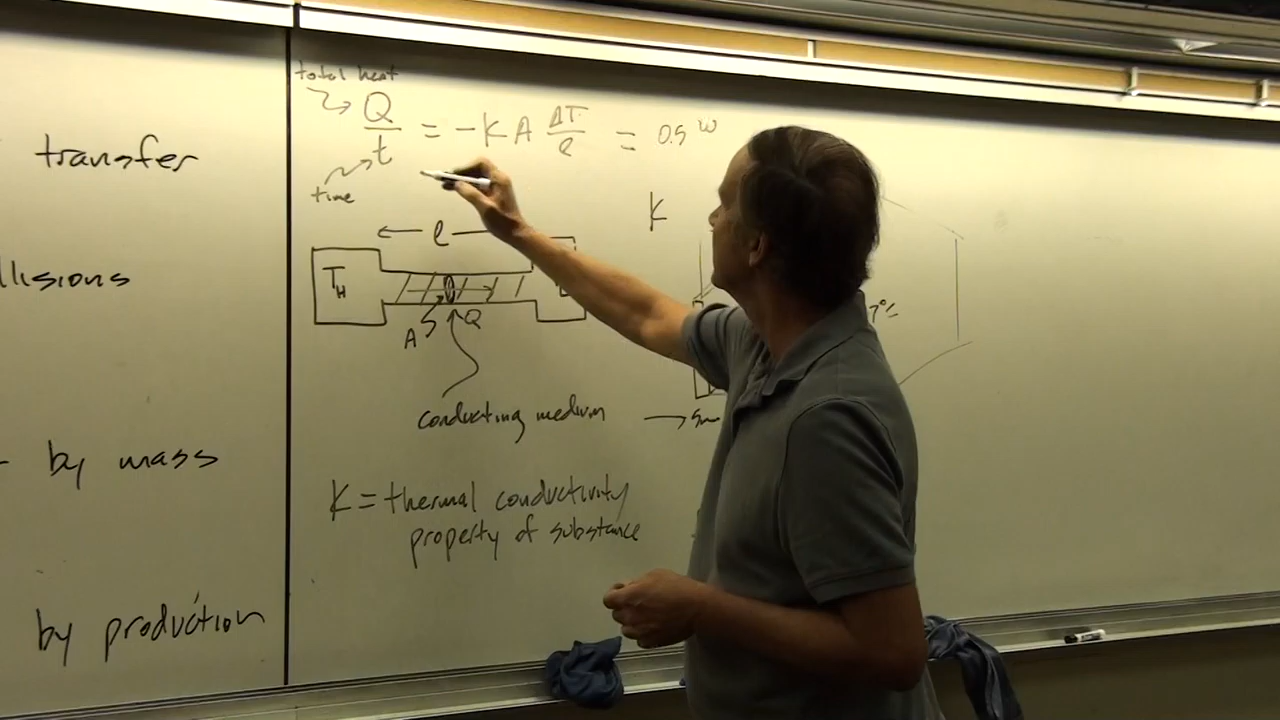 transfer
llisions
by mass
by production
total heat
Q/t = -K A ΔT/l = 0.5 W
time
K
l
T_H
A
Q
7°C
conducting medium
K = thermal conductivity
property of substance